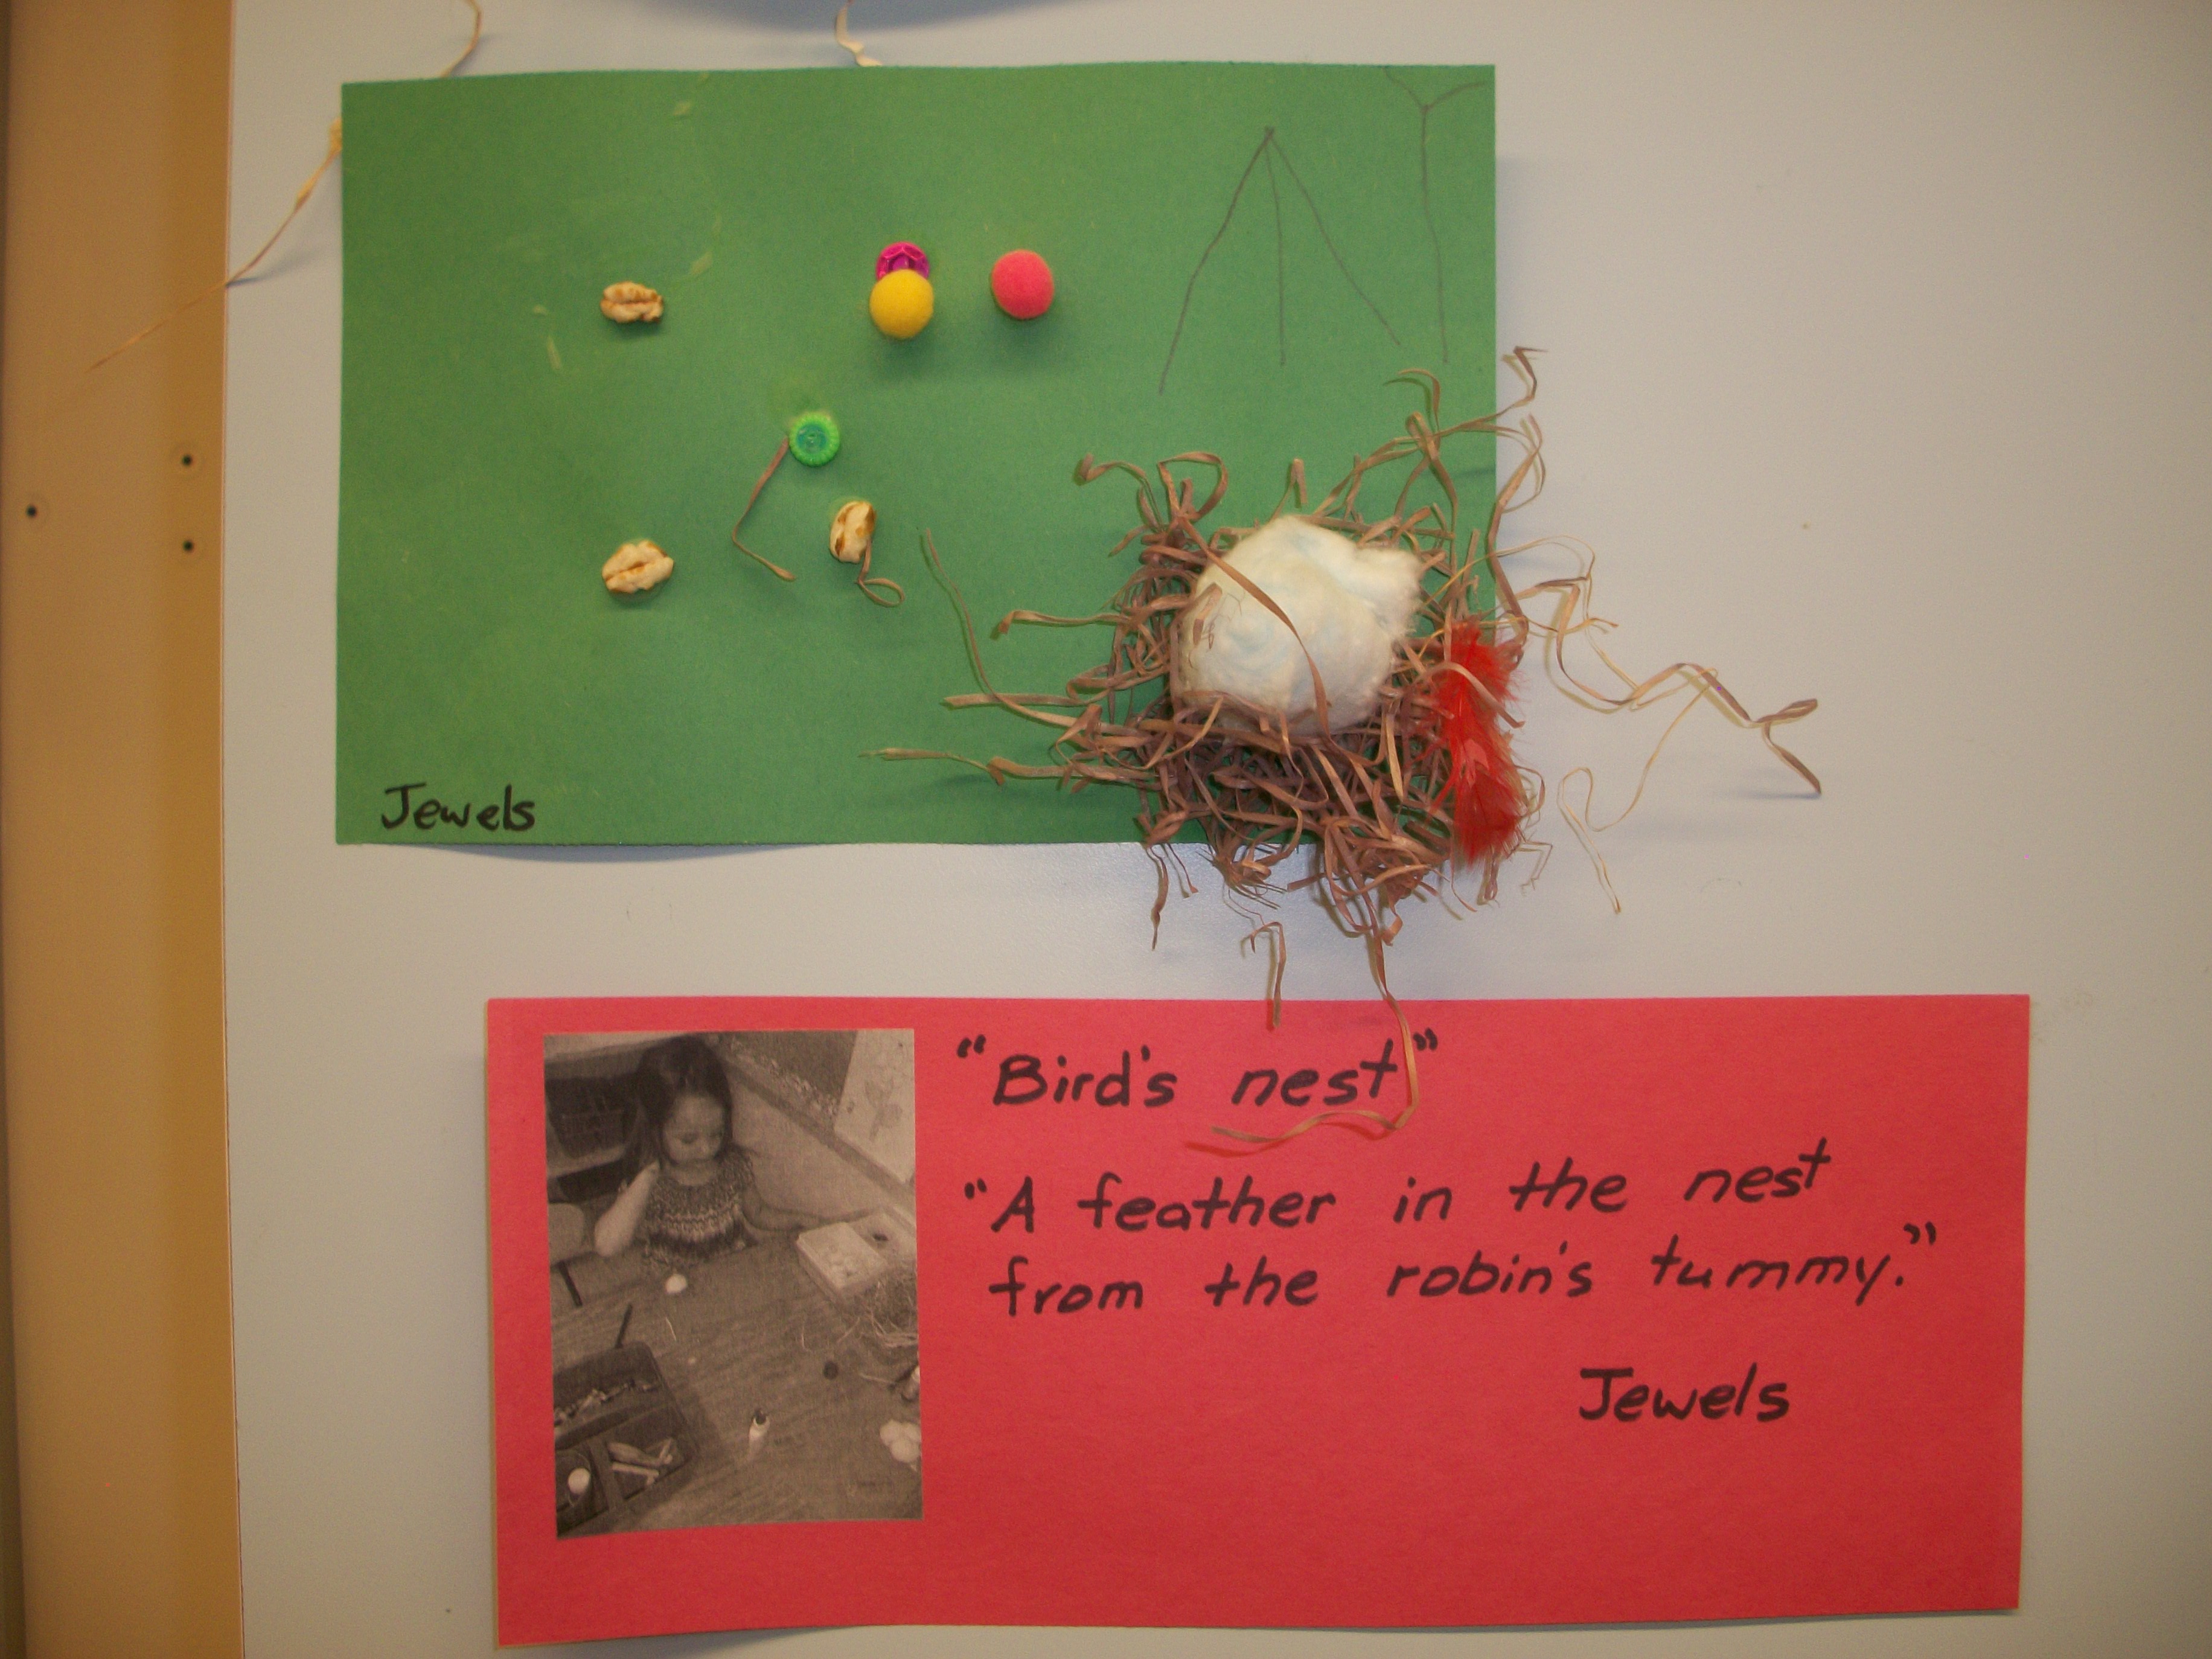 Jewels
"Bird's nest"
"A feather in the nest
from the robin's tummy."
Jewels